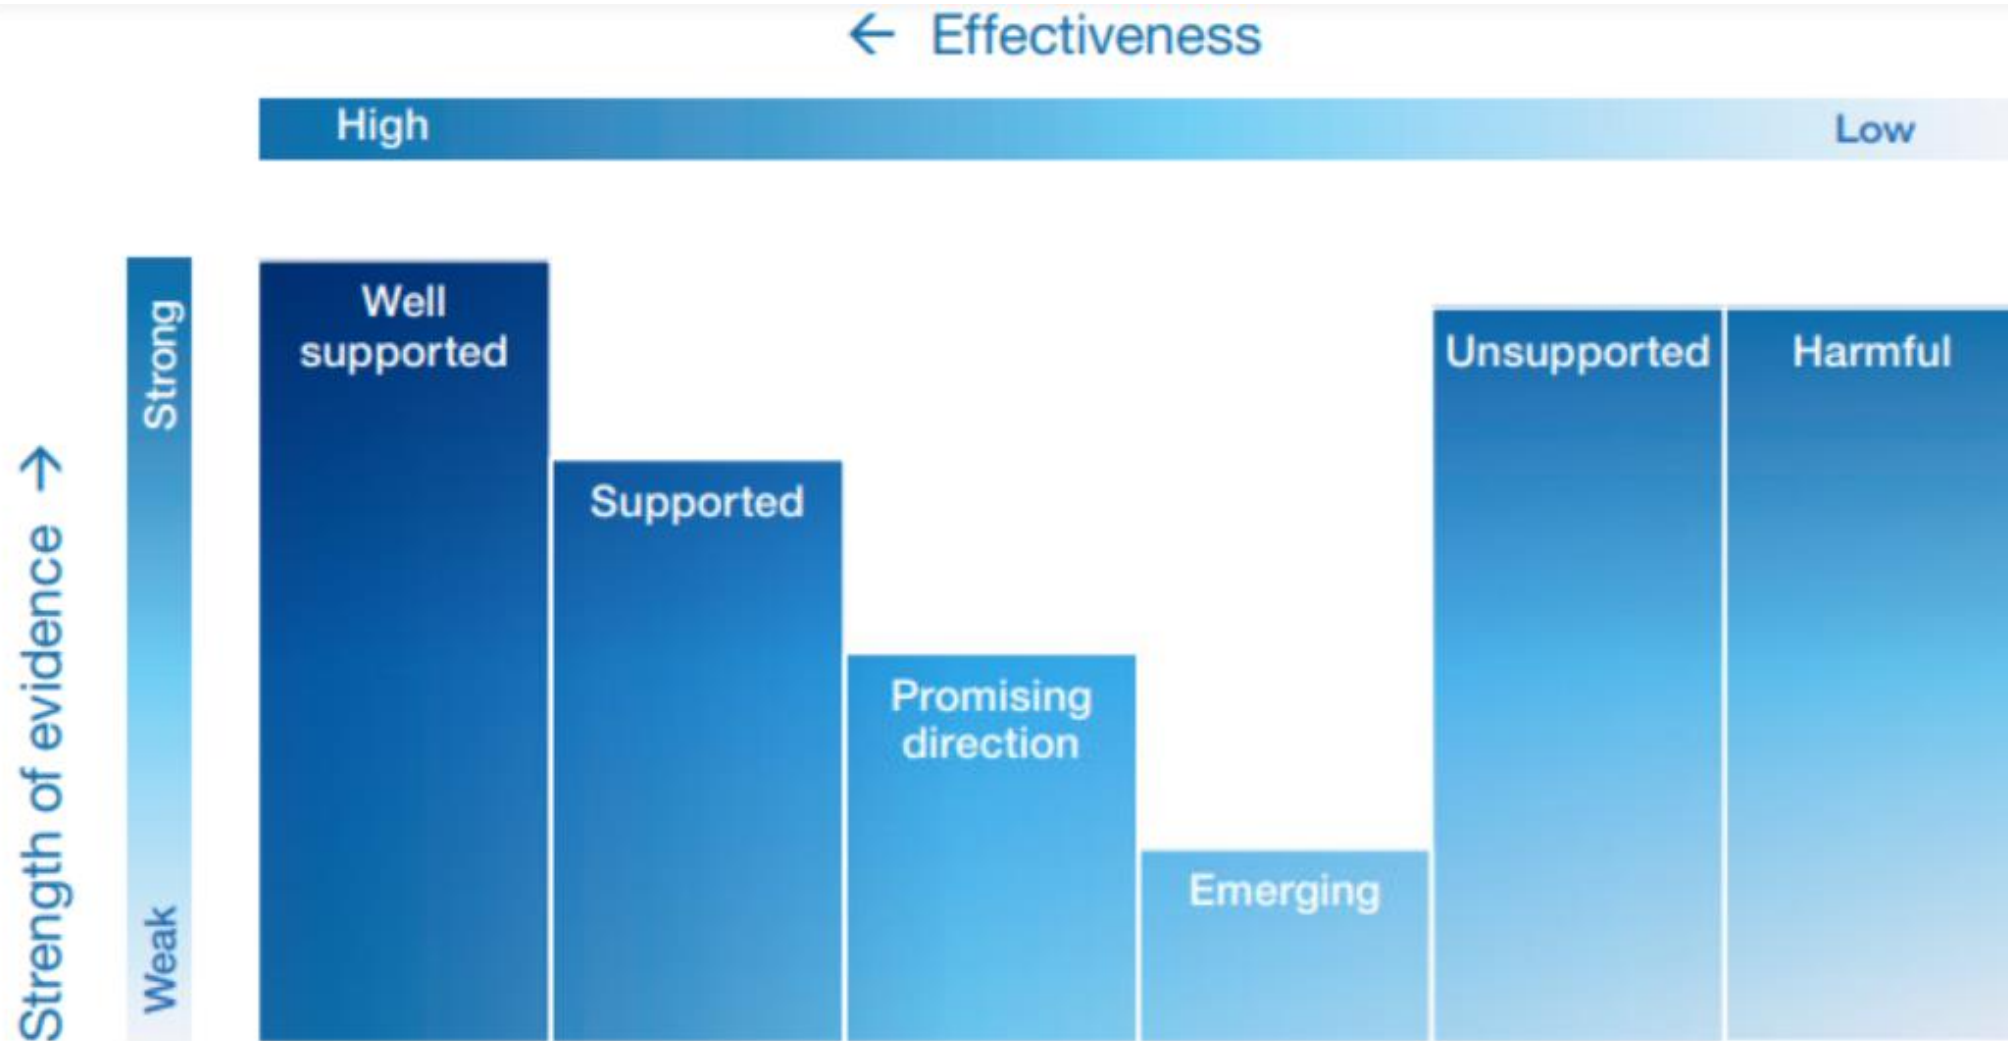 ← Effectiveness
High
Low
Strength of evidence →
Strong
Weak
Well
supported
Supported
Promising
direction
Emerging
Unsupported
Harmful